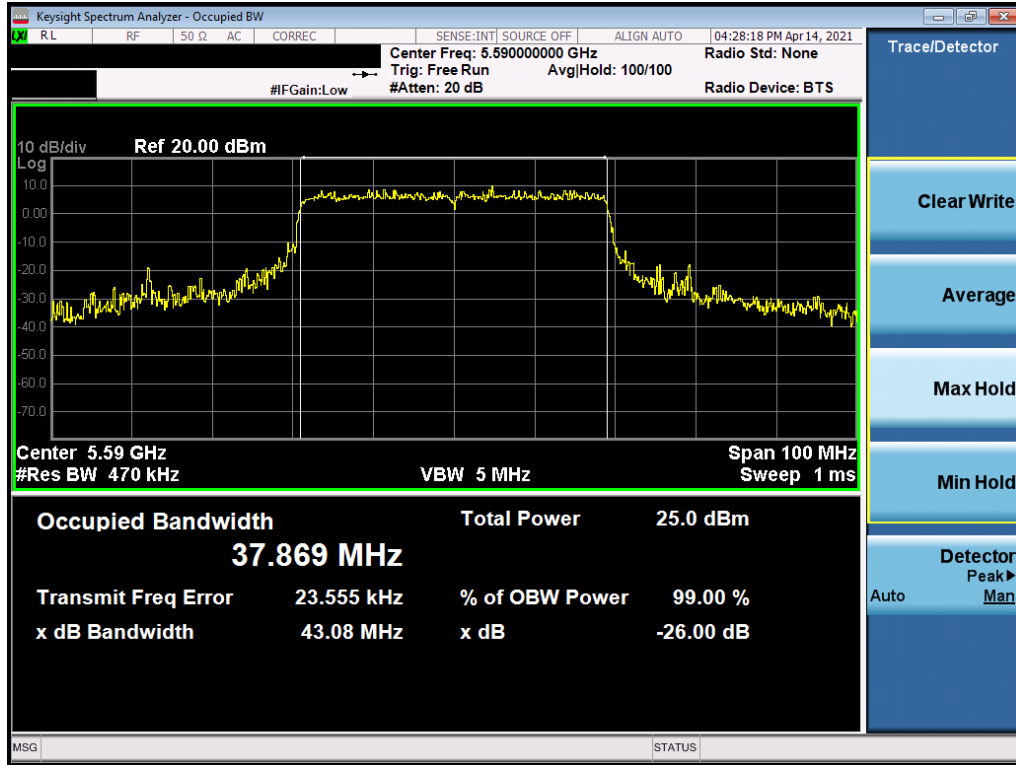 Keysight Spectrum Analyzer - Occupied BW
LXI RL RF 50 Ω AC CORREC SENSE:INT SOURCE OFF ALIGN AUTO 04:28:18 PM Apr 14, 2021
Center Freq: 5.590000000 GHz Radio Std: None
Trig: Free Run Avg|Hold: 100/100
#IFGain:Low #Atten: 20 dB Radio Device: BTS
Trace/Detector
10 dB/div Ref 20.00 dBm
Log
10.0
0.00
-10.0
-20.0
-30.0
-40.0
-50.0
-60.0
-70.0
Center 5.59 GHz Span 100 MHz
#Res BW 470 kHz VBW 5 MHz Sweep 1 ms
Occupied Bandwidth Total Power 25.0 dBm
37.869 MHz
Transmit Freq Error 23.555 kHz % of OBW Power 99.00 %
x dB Bandwidth 43.08 MHz x dB -26.00 dB
Clear Write
Average
Max Hold
Min Hold
Detector
Peak▶
Auto Man
MSG STATUS